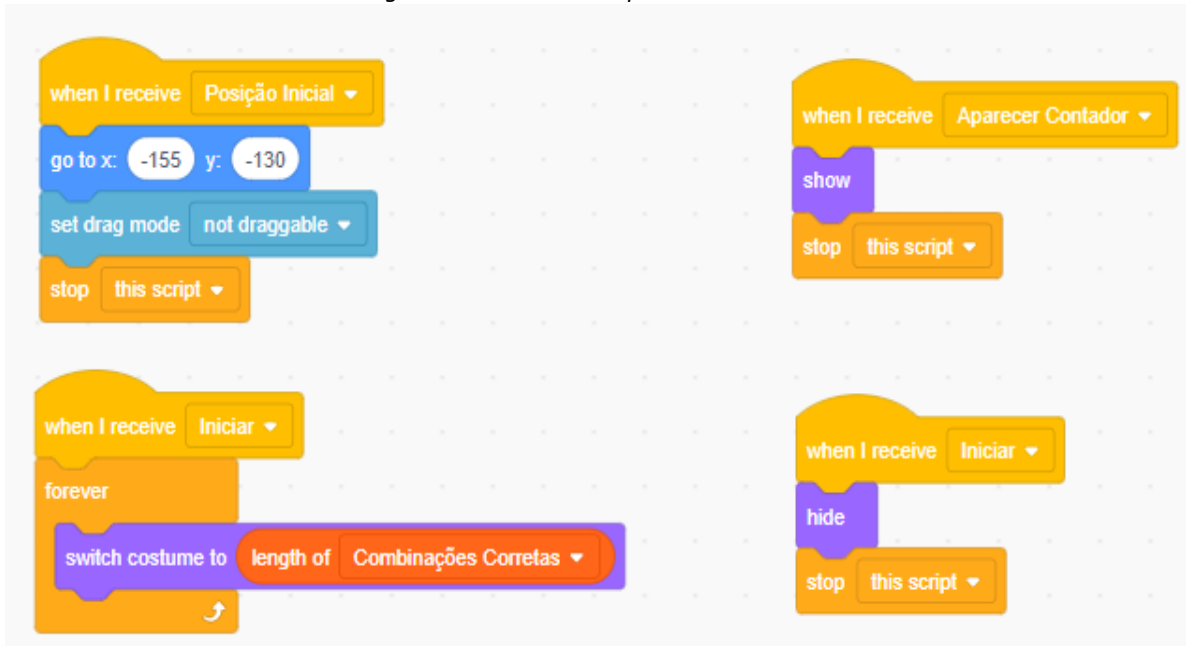 when I receive Posição Inicial
go to x: -155 y: -130
set drag mode not draggable
stop this script
when I receive Aparecer Contador
show
stop this script
when I receive Iniciar
forever
switch costume to length of Combinações Corretas
when I receive Iniciar
hide
stop this script